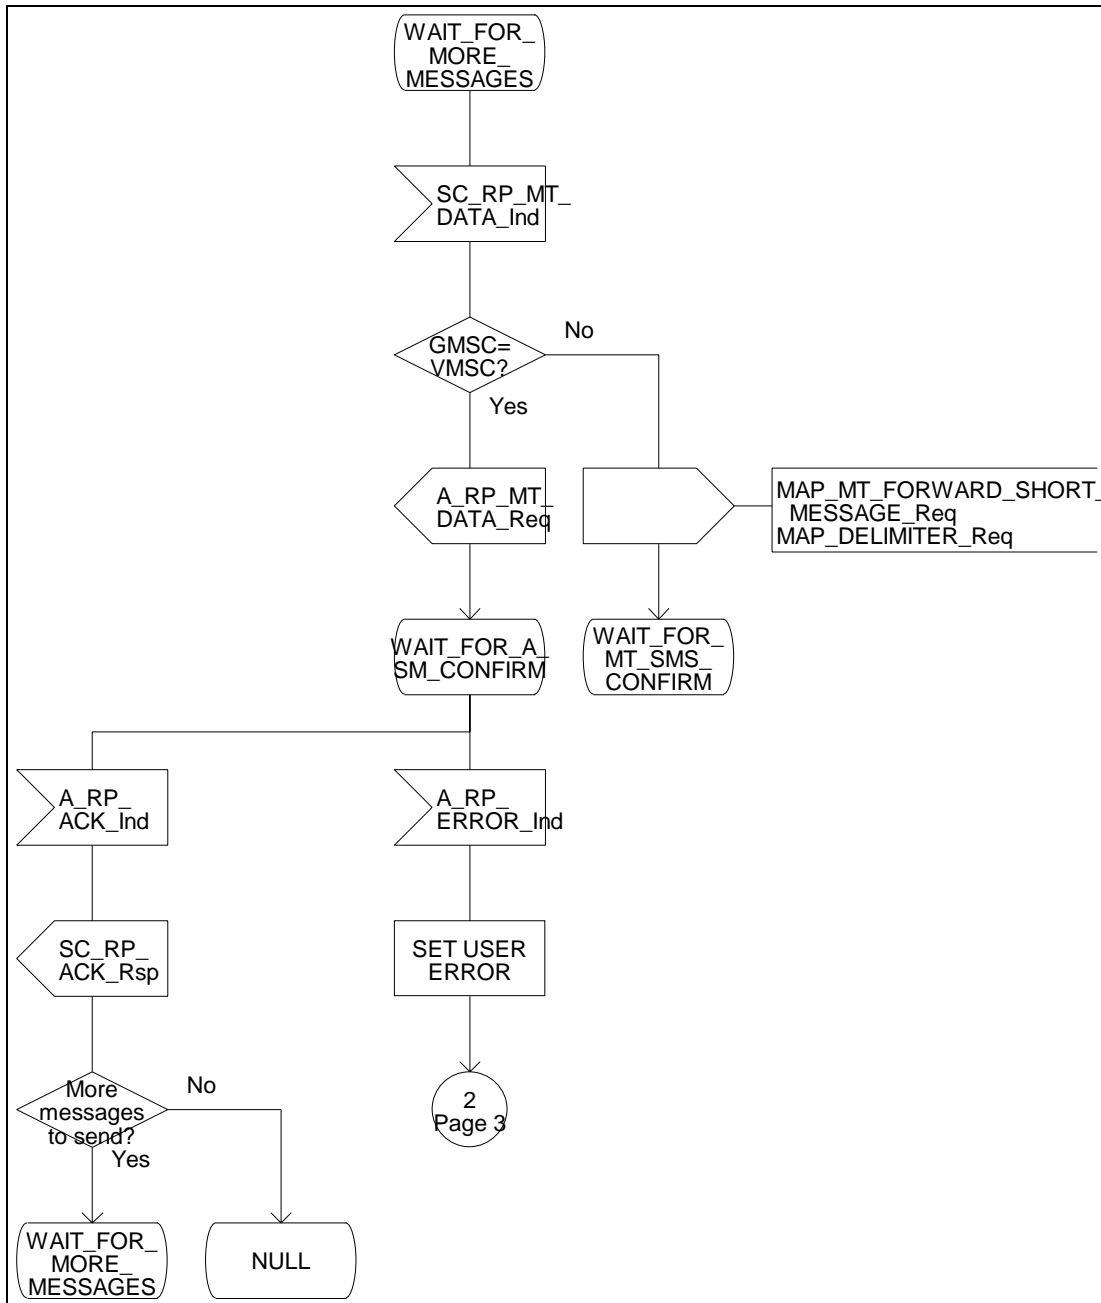 WAIT_FOR_
MORE_
MESSAGES
SC_RP_MT_
DATA_Ind
GMSC=
VMSC?
No
Yes
A_RP_MT_
DATA_Req
MAP_MT_FORWARD_SHORT_
MESSAGE_Req
MAP_DELIMITER_Req
WAIT_FOR_A_
SM_CONFIRM
WAIT_FOR_
MT_SMS_
CONFIRM
A_RP_
ACK_Ind
A_RP_
ERROR_Ind
SC_RP_
ACK_Rsp
SET USER
ERROR
More
messages
to send?
No
Yes
2
Page 3
WAIT_FOR_
MORE_
MESSAGES
NULL